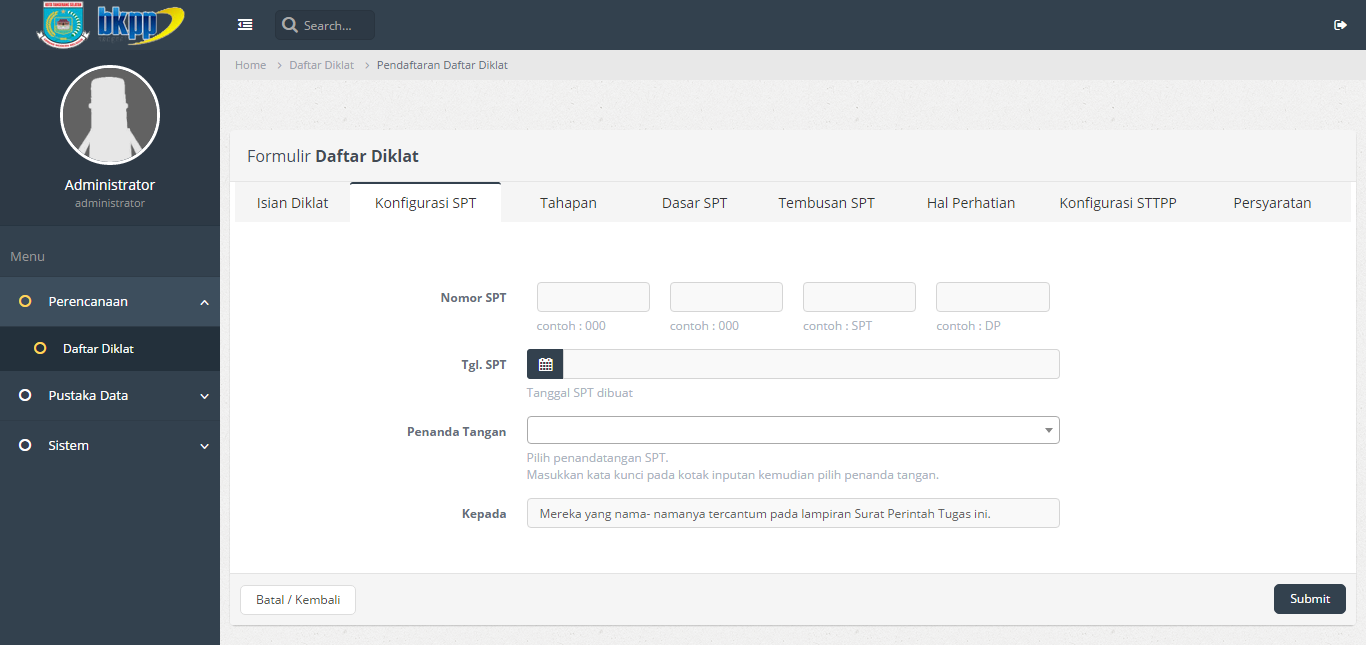 KOTA TANGERANG SELATAN
bkpp
Search...
Home > Daftar Diklat > Pendaftaran Daftar Diklat
Administrator
administrator
Menu
Perencanaan
Daftar Diklat
Pustaka Data
Sistem
Formulir Daftar Diklat
Isian Diklat Konfigurasi SPT Tahapan Dasar SPT Tembusan SPT Hal Perhatian Konfigurasi STTPP Persyaratan
Nomor SPT
contoh : 000 contoh : 000 contoh : SPT contoh : DP
Tgl. SPT
Tanggal SPT dibuat
Penanda Tangan
Pilih penandatangan SPT.
Masukkan kata kunci pada kotak inputan kemudian pilih penanda tangan.
Kepada Mereka yang nama- namanya tercantum pada lampiran Surat Perintah Tugas ini.
Batal / Kembali Submit